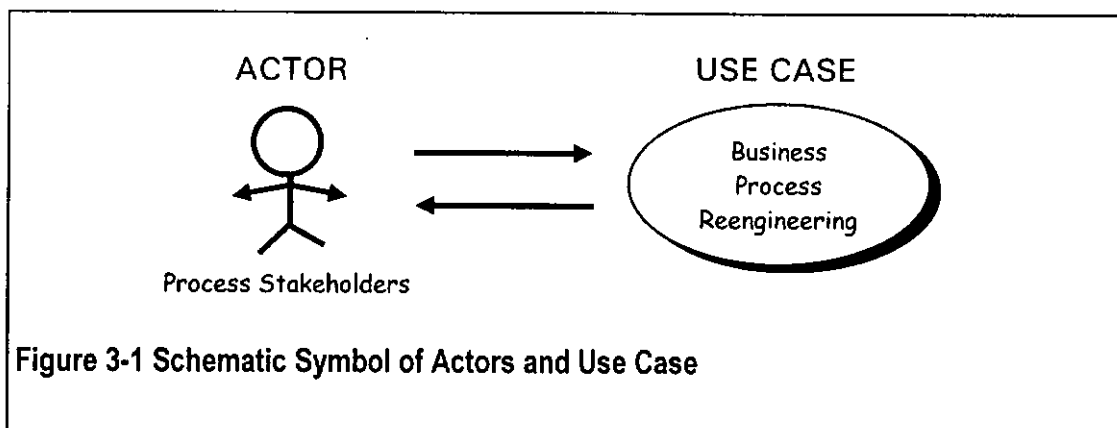 ACTOR
USE CASE
Business
Process
Reengineering
Process Stakeholders
Figure 3-1 Schematic Symbol of Actors and Use Case